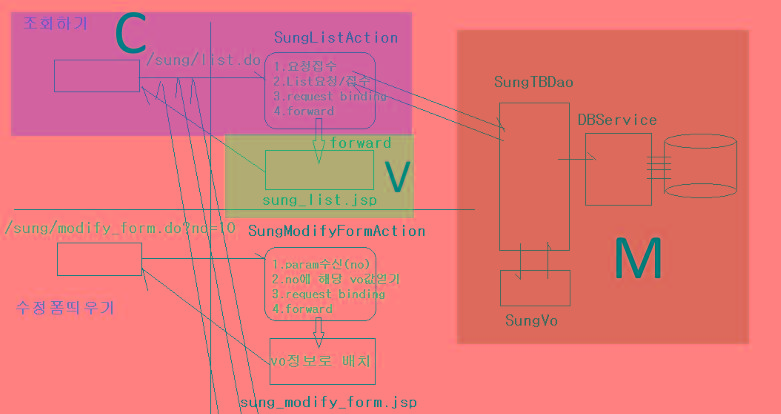 조회하기
C
SungListAction
/sung/list.do
1.요청접수
2.List요청/접수
3.request binding
4.forward
forward
V
sung_list.jsp
SungTBDao
DBService
M
SungVo
/sung/modify_form.do?no=10
SungModifyFormAction
1.param수신(no)
2.no에 해당 vo값얻기
3.request binding
4.forward
수정폼띄우기
vo정보로 배치
sung_modify_form.jsp